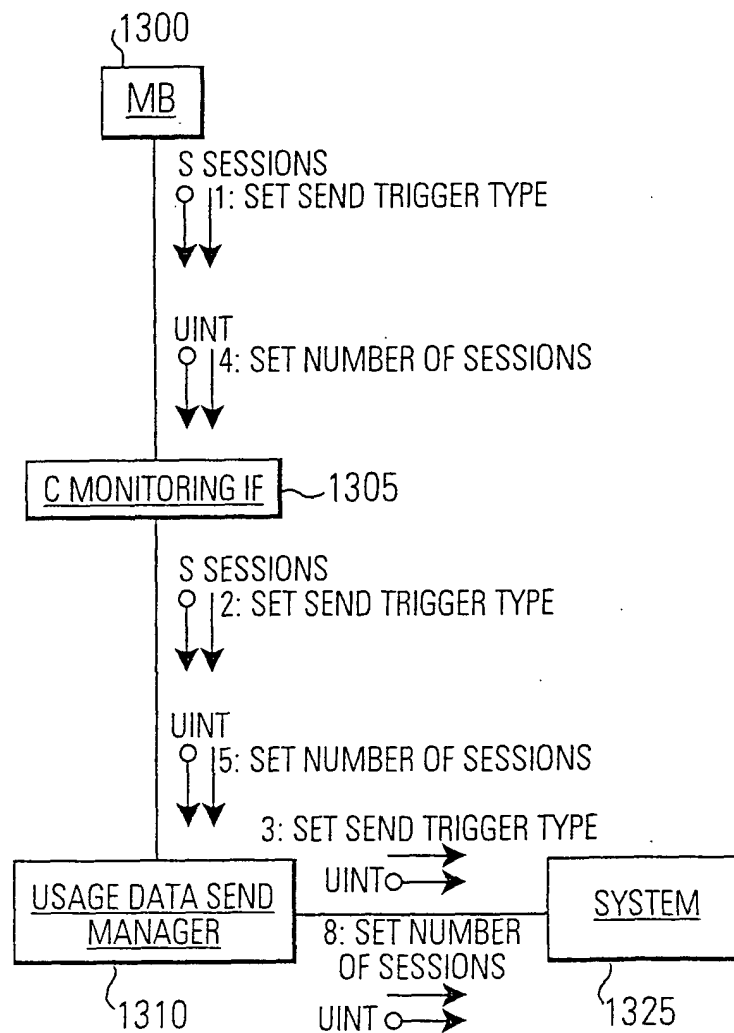 1300
MB
S SESSIONS
1: SET SEND TRIGGER TYPE
UINT
4: SET NUMBER OF SESSIONS
C MONITORING IF
1305
S SESSIONS
2: SET SEND TRIGGER TYPE
UINT
5: SET NUMBER OF SESSIONS
3: SET SEND TRIGGER TYPE
UINT
USAGE DATA SEND
MANAGER
SYSTEM
8: SET NUMBER
OF SESSIONS
UINT
1310
1325